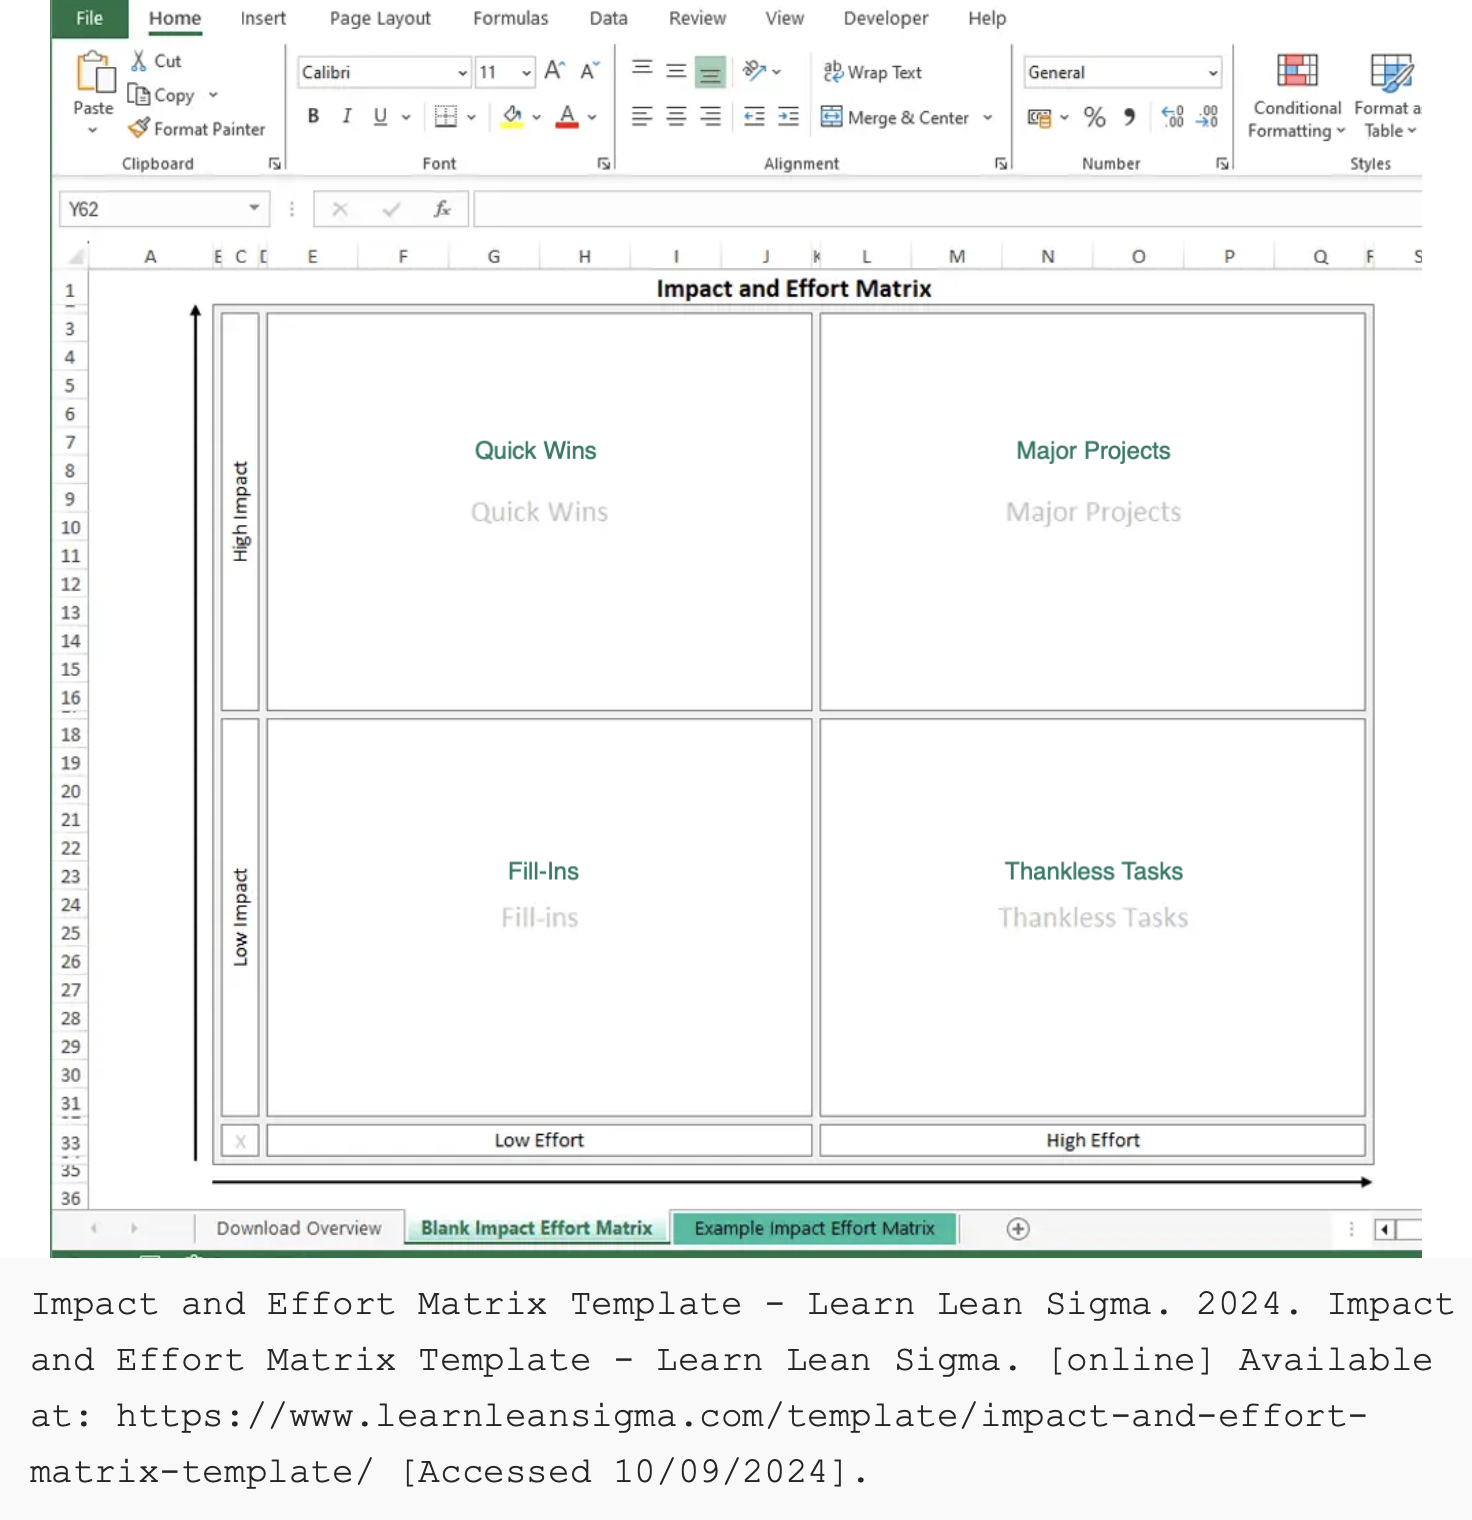 File Home Insert Page Layout Formulas Data Review View Developer Help
Cut
Copy
Format Painter
Paste
Clipboard
Calibri 11
B I U
Font
Wrap Text
Merge & Center
Alignment
General
Number
Conditional Formatting
Format a
Table
Styles
Y62
fx
A C E F G H I J K L M N O P Q
Impact and Effort Matrix
1
3
4
5
6
7
8
9
10
11
12
13
14
15
16
18
19
20
21
22
23
24
25
26
27
28
29
30
31
33
35
36
High Impact
Quick Wins
Quick Wins
Major Projects
Major Projects
Low Impact
Fill-Ins
Fill-ins
Thankless Tasks
Thankless Tasks
X
Low Effort
High Effort
Download Overview
Blank Impact Effort Matrix
Example Impact Effort Matrix
Impact and Effort Matrix Template - Learn Lean Sigma. 2024. Impact
and Effort Matrix Template - Learn Lean Sigma. [online] Available
at: https://www.learnleansigma.com/template/impact-and-effort-
matrix-template/ [Accessed 10/09/2024].